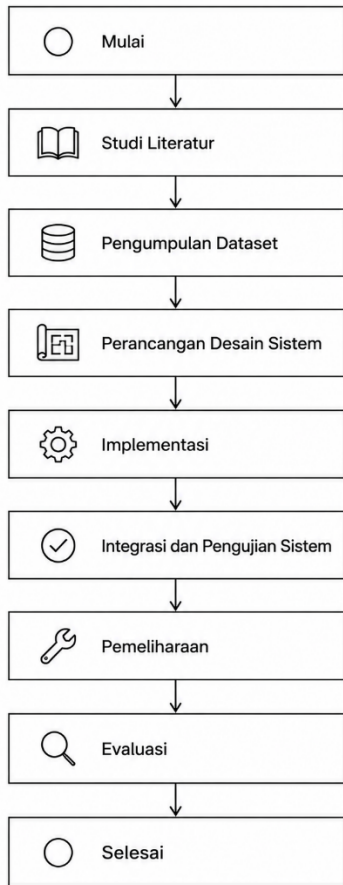 Mulai
Studi Literatur
Pengumpulan Dataset
Perancangan Desain Sistem
Implementasi
Integrasi dan Pengujian Sistem
Pemeliharaan
Evaluasi
Selesai